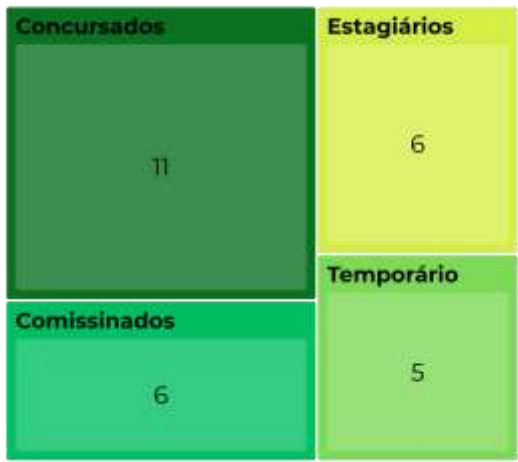 Concursados
11
Comissinados
6
Estagiários
6
Temporário
5